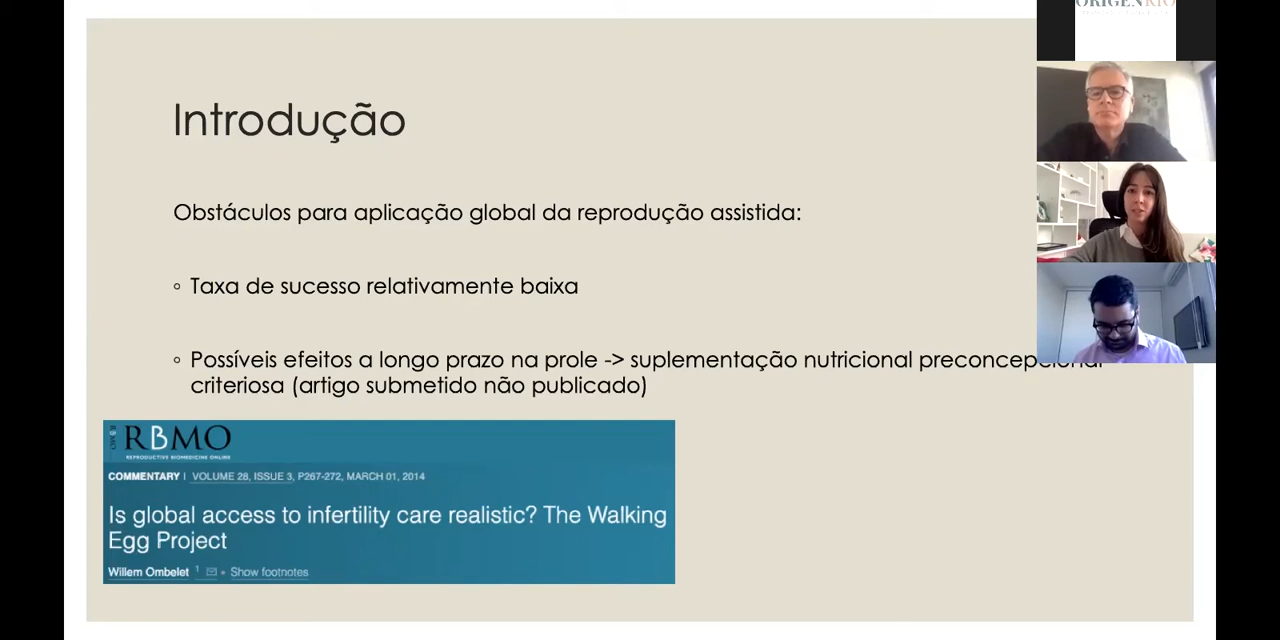 ORIGENRIO
Introdução
Obstáculos para aplicação global da reprodução assistida:
◦ Taxa de sucesso relativamente baixa
◦ Possíveis efeitos a longo prazo na prole -> suplementação nutricional preconcepcional
criteriosa (artigo submetido não publicado)
RBMO
REPRODUCTIVE BIOMEDICINE ONLINE
COMMENTARY | VOLUME 28, ISSUE 3, P267-272, MARCH 01, 2014
Is global access to infertility care realistic? The Walking
Egg Project
Willem Ombelet 1 • Show footnotes